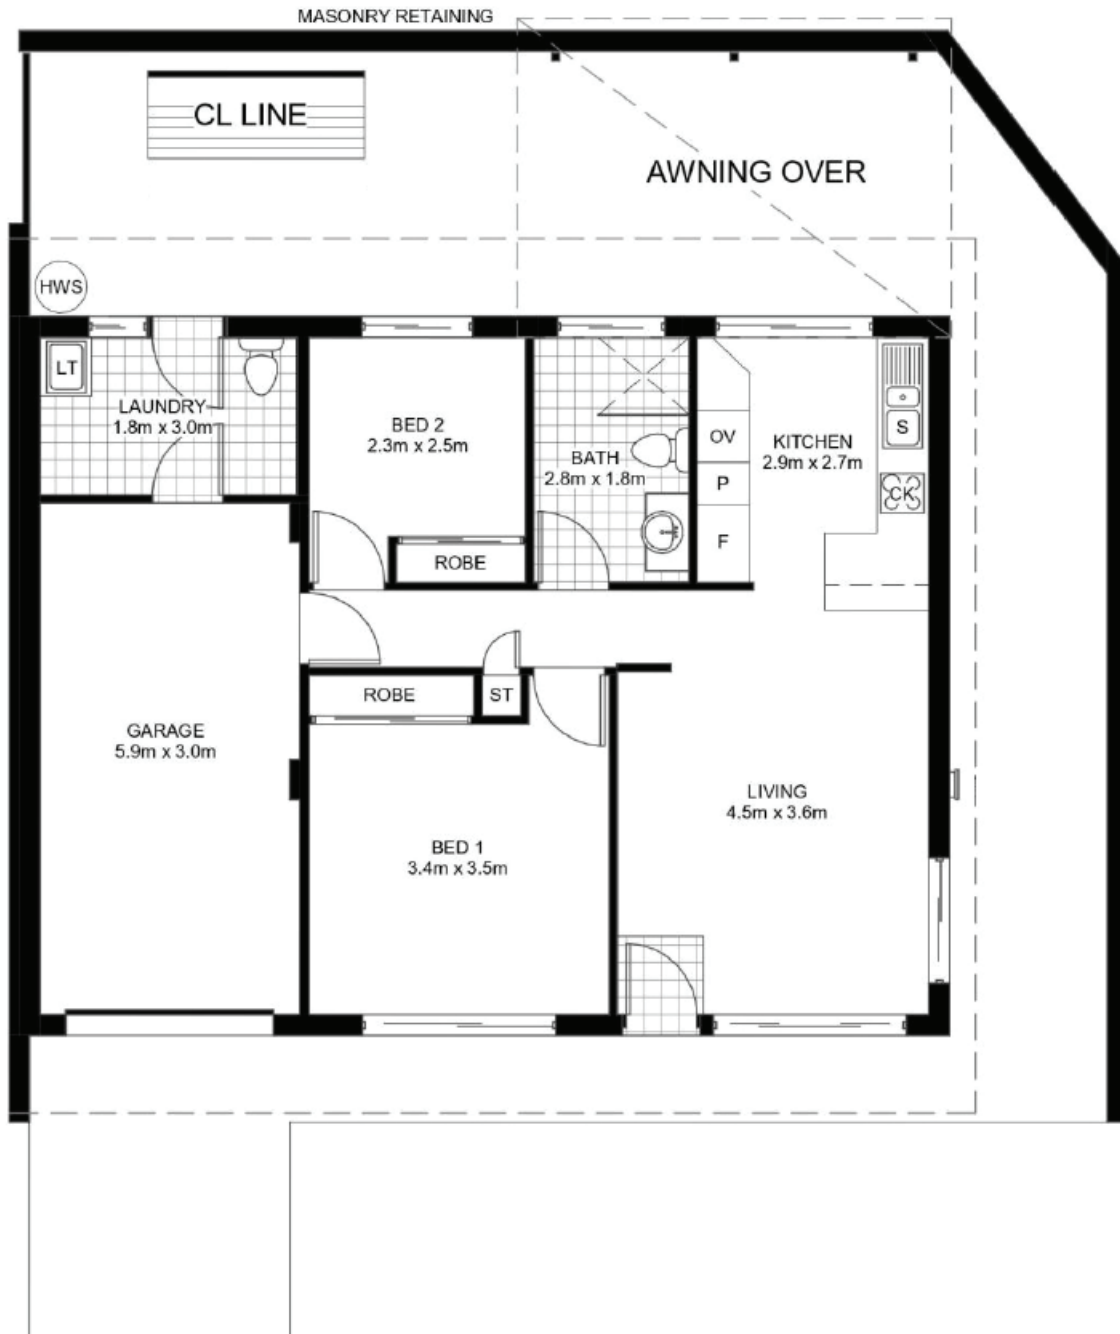 MASONRY RETAINING
CL LINE
AWNING OVER
HWS
LT
LAUNDRY
1.8m x 3.0m
BED 2
2.3m x 2.5m
ROBE
BATH
2.8m x 1.8m
OV
P
F
KITCHEN
2.9m x 2.7m
S
CK
ROBE
ST
GARAGE
5.9m x 3.0m
BED 1
3.4m x 3.5m
LIVING
4.5m x 3.6m